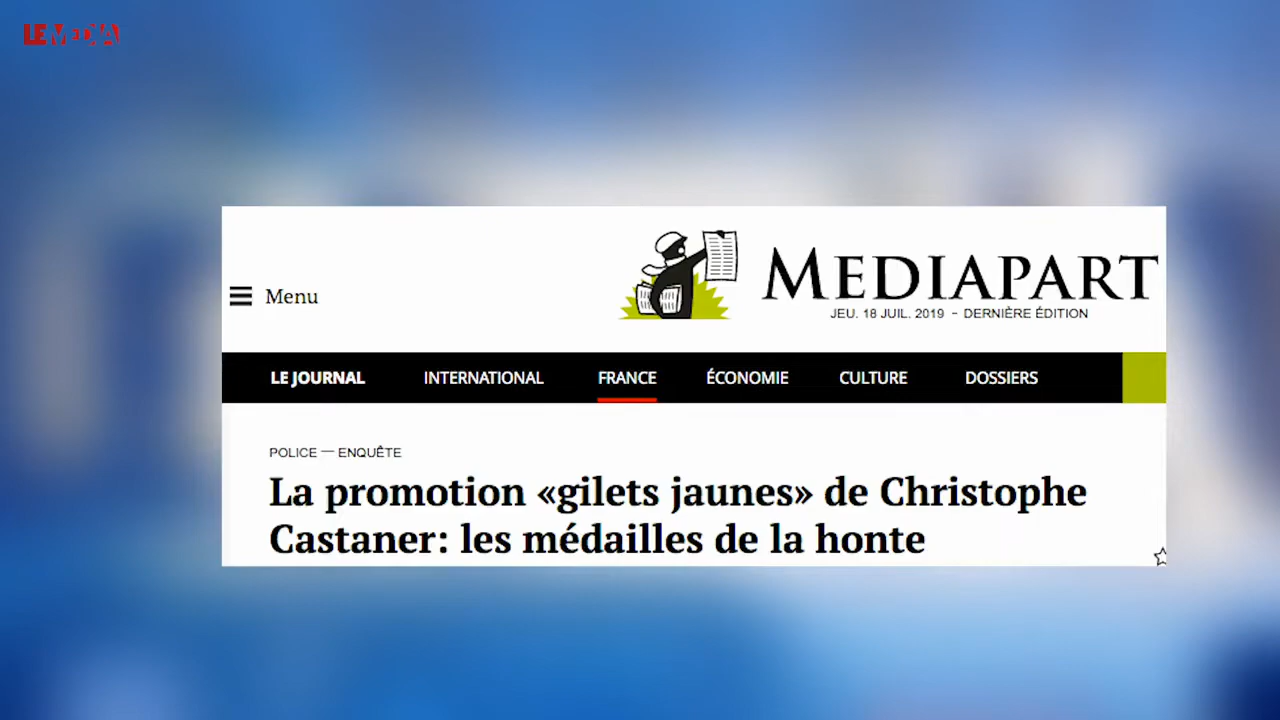 LE MEDIA
Menu
MEDIAPART
JEU. 18 JUIL. 2019 - DERNIÈRE ÉDITION
LE JOURNAL INTERNATIONAL FRANCE ÉCONOMIE CULTURE DOSSIERS
POLICE — ENQUÊTE
La promotion «gilets jaunes» de Christophe
Castaner: les médailles de la honte